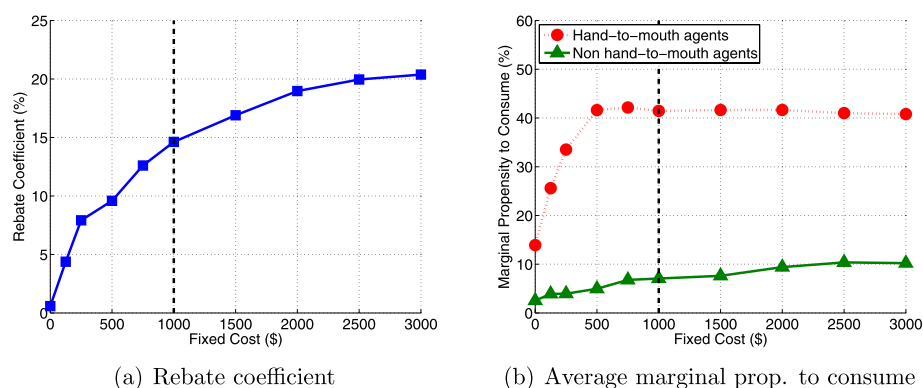 25
20
15
10
5
0
Rebate Coefficient (%)
0 500 1000 1500 2000 2500 3000
Fixed Cost ($)
(a) Rebate coefficient
60
50
40
30
20
10
0
Marginal Propensity to Consume (%)
Hand−to−mouth agents
Non hand−to−mouth agents
0 500 1000 1500 2000 2500 3000
Fixed Cost ($)
(b) Average marginal prop. to consume